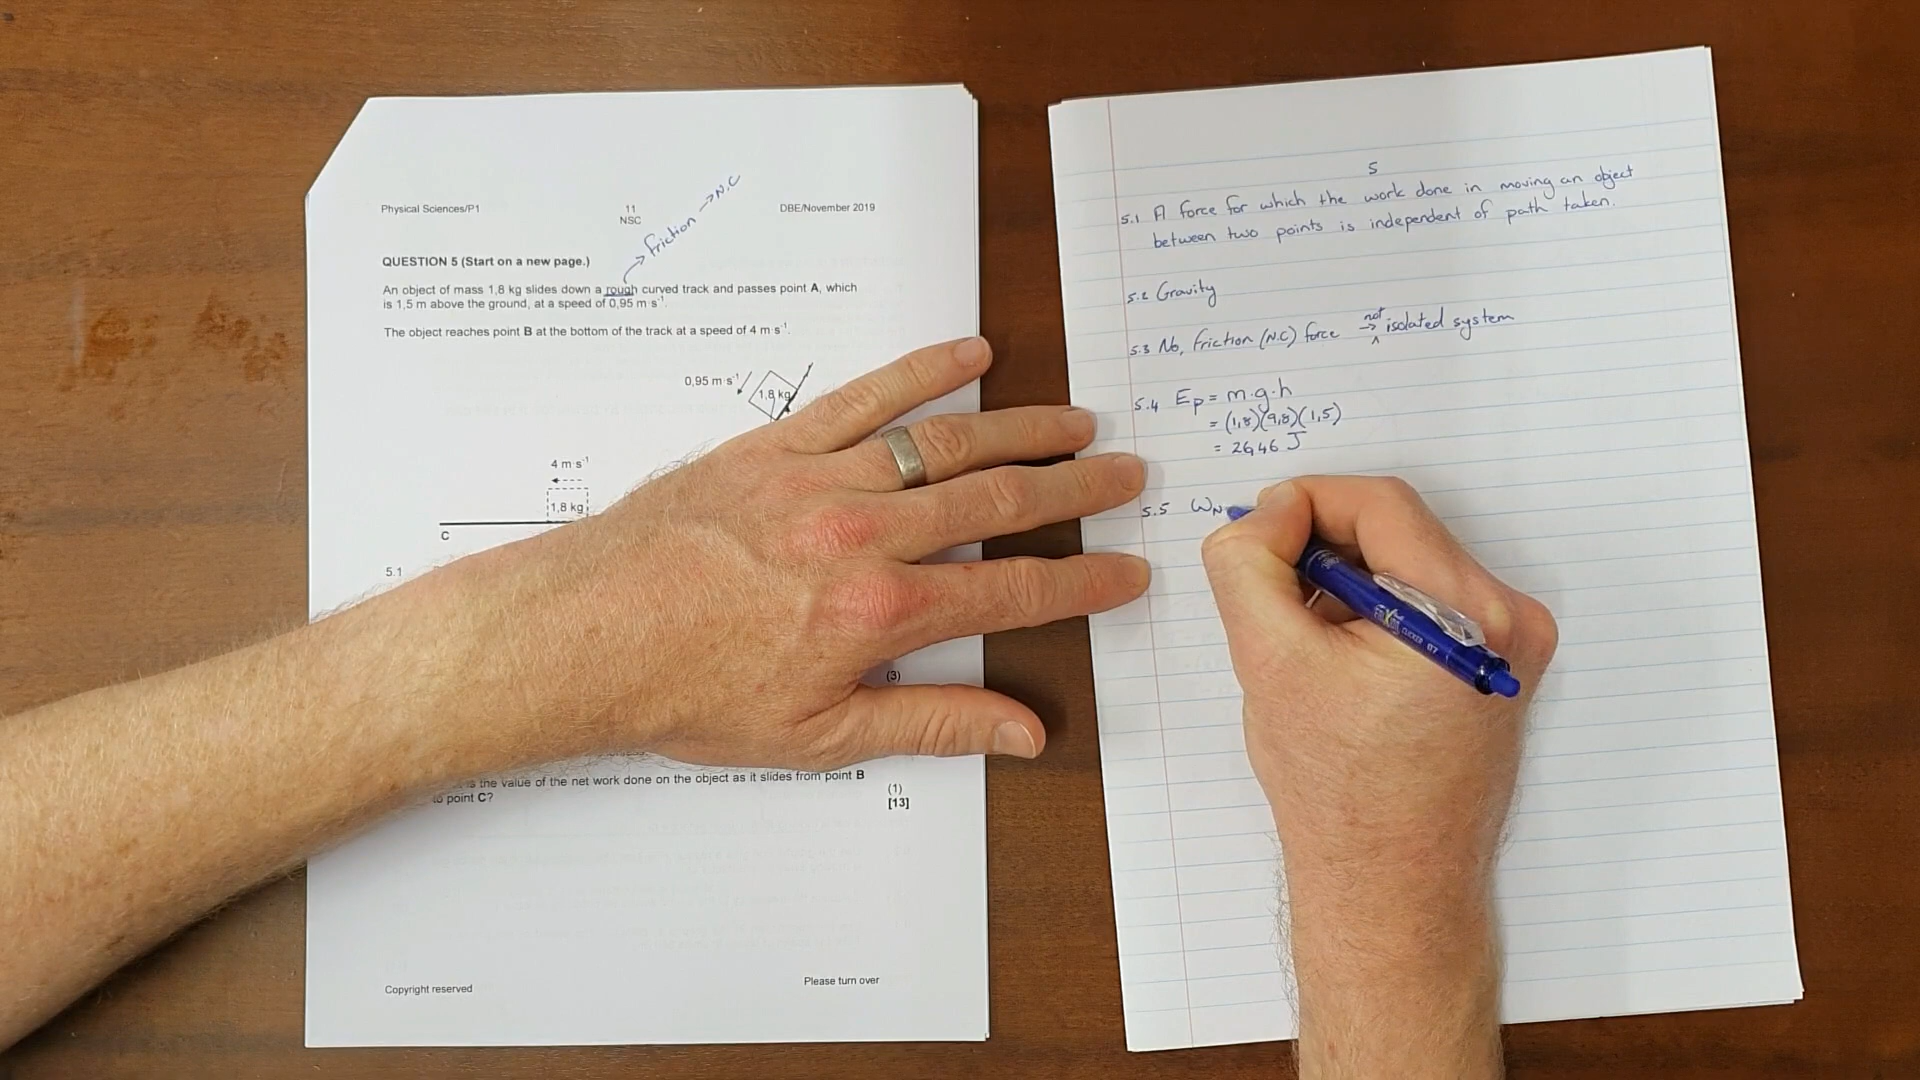 Physical Sciences/P1 11 DBE/November 2019
NSC
friction → N.C
QUESTION 5 (Start on a new page.)
An object of mass 1,8 kg slides down a rough curved track and passes point A, which
is 1,5 m above the ground, at a speed of 0,95 m·s⁻¹.
The object reaches point B at the bottom of the track at a speed of 4 m·s⁻¹.
0,95 m·s⁻¹
1,8 kg
4 m·s⁻¹
1,8 kg
C
5.1
(3)
is the value of the net work done on the object as it slides from point B
to point C?
(1)
[13]
Copyright reserved Please turn over
5
5.1 A force for which the work done in moving an object
between two points is independent of path taken.
5.2 Gravity
5.3 No, friction (N.C) force → not isolated system
5.4 Ep = m.g.h
= (1,8)(9,8)(1,5)
= 26,46 J
5.5 WN
FRIXION CLICKER 07